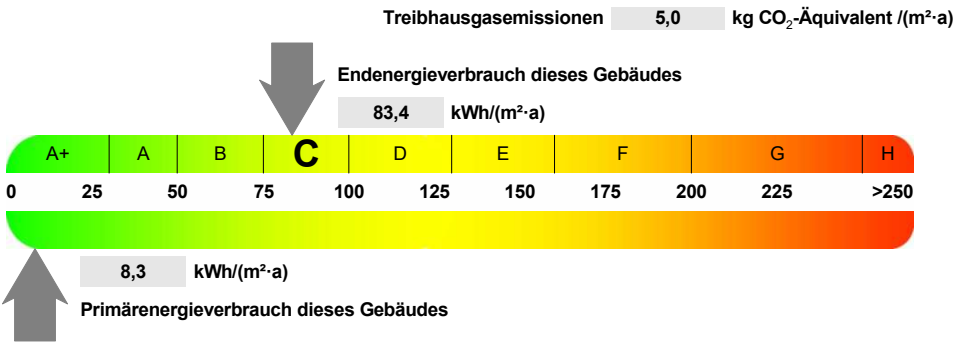 Treibhausgasemissionen 5,0 kg CO₂-Äquivalent /(m²·a)
Endenergieverbrauch dieses Gebäudes
83,4 kWh/(m²·a)
A+ A B C D E F G H
0 25 50 75 100 125 150 175 200 225 >250
8,3 kWh/(m²·a)
Primärenergieverbrauch dieses Gebäudes